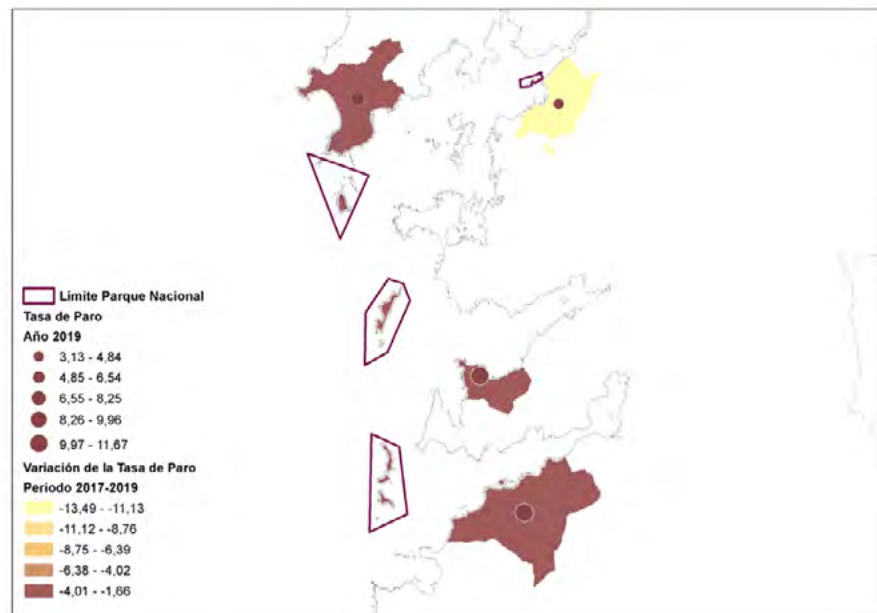 Límite Parque Nacional
Tasa de Paro
Año 2019
3,13 - 4,84
4,85 - 6,54
6,55 - 8,25
8,26 - 9,96
9,97 - 11,67
Variación de la Tasa de Paro
Periodo 2017-2019
-13,49 - -11,13
-11,12 - -8,76
-8,75 - -6,39
-6,38 - -4,02
-4,01 - -1,66